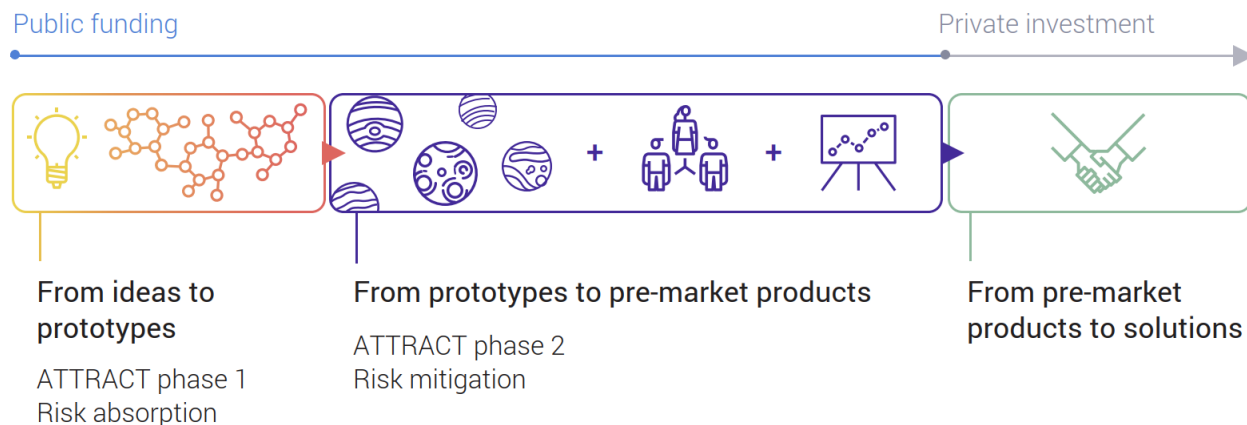 Public funding
Private investment
From ideas to
prototypes
ATTRACT phase 1
Risk absorption
From prototypes to pre-market products
ATTRACT phase 2
Risk mitigation
From pre-market
products to solutions